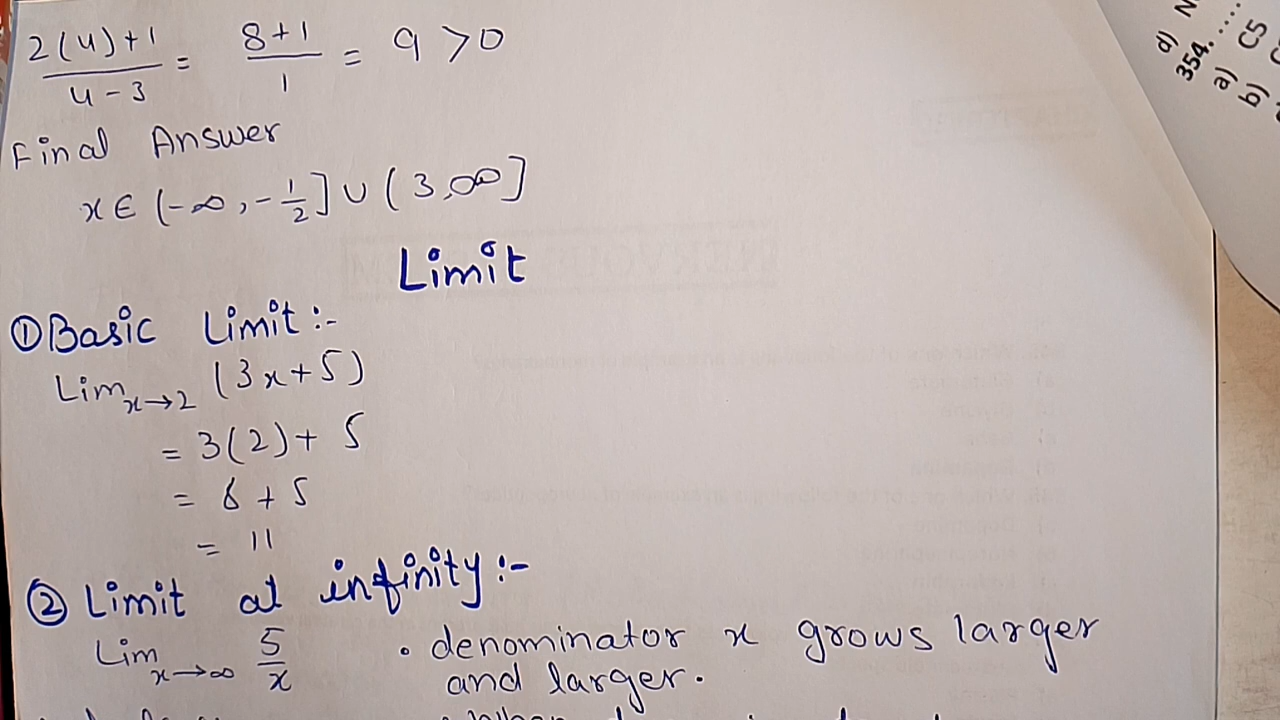 2(4)+1 / 4-3 = 8+1 / 1 = 9 >0
Final Answer
x∈ (-∞, -1/2] ∪ (3,∞]
Limit
① Basic Limit:-
Lim x→2 (3x+5)
= 3(2)+ 5
= 6 + 5
= 11
② Limit at infinity:-
Lim x→∞ 5/x
• denominator x grows larger
and larger.
d) N
354. ....
a) C5
b)